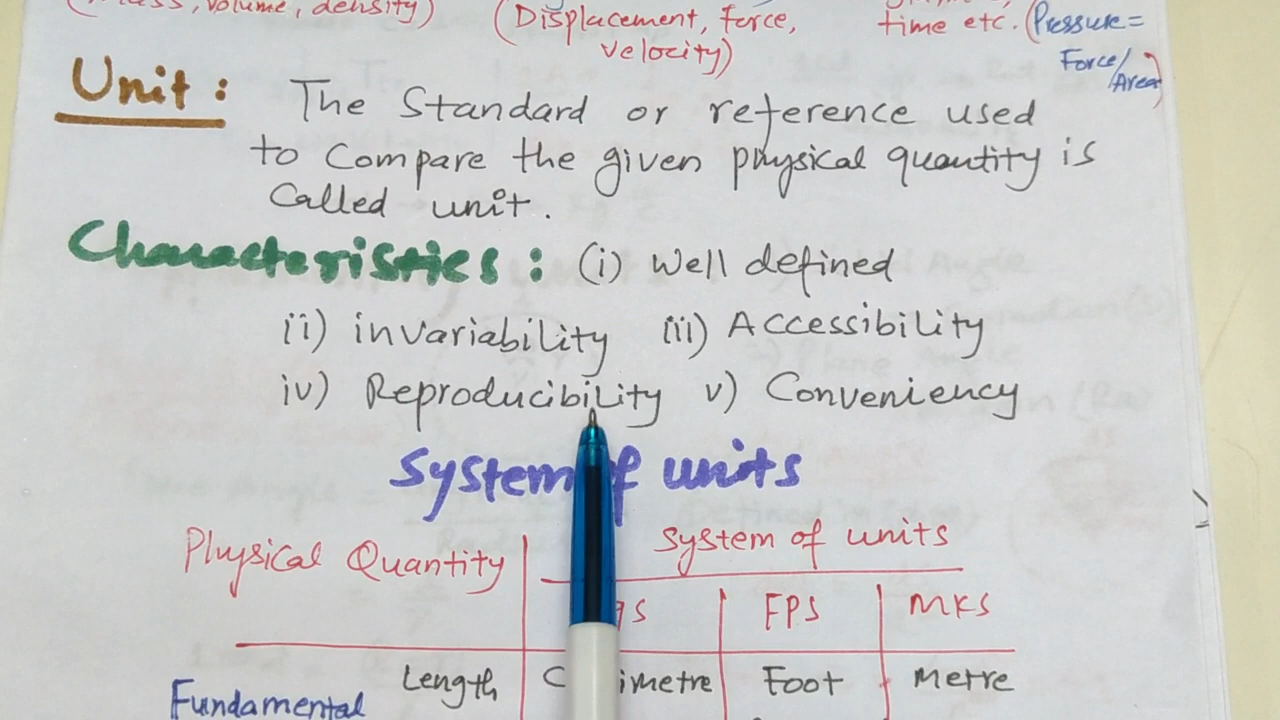 volume, density) (Displacement, Force, velocity) time etc. (Pressure = Force/Area)
Unit: The Standard or reference used
to compare the given physical quantity is
called unit.
Characteristics: (i) Well defined
ii) invariability iii) Accessibility
iv) Reproducibility v) Conveniency
System of units
Physical Quantity System of units
FPS MKS
Length Foot Metre
Fundamental